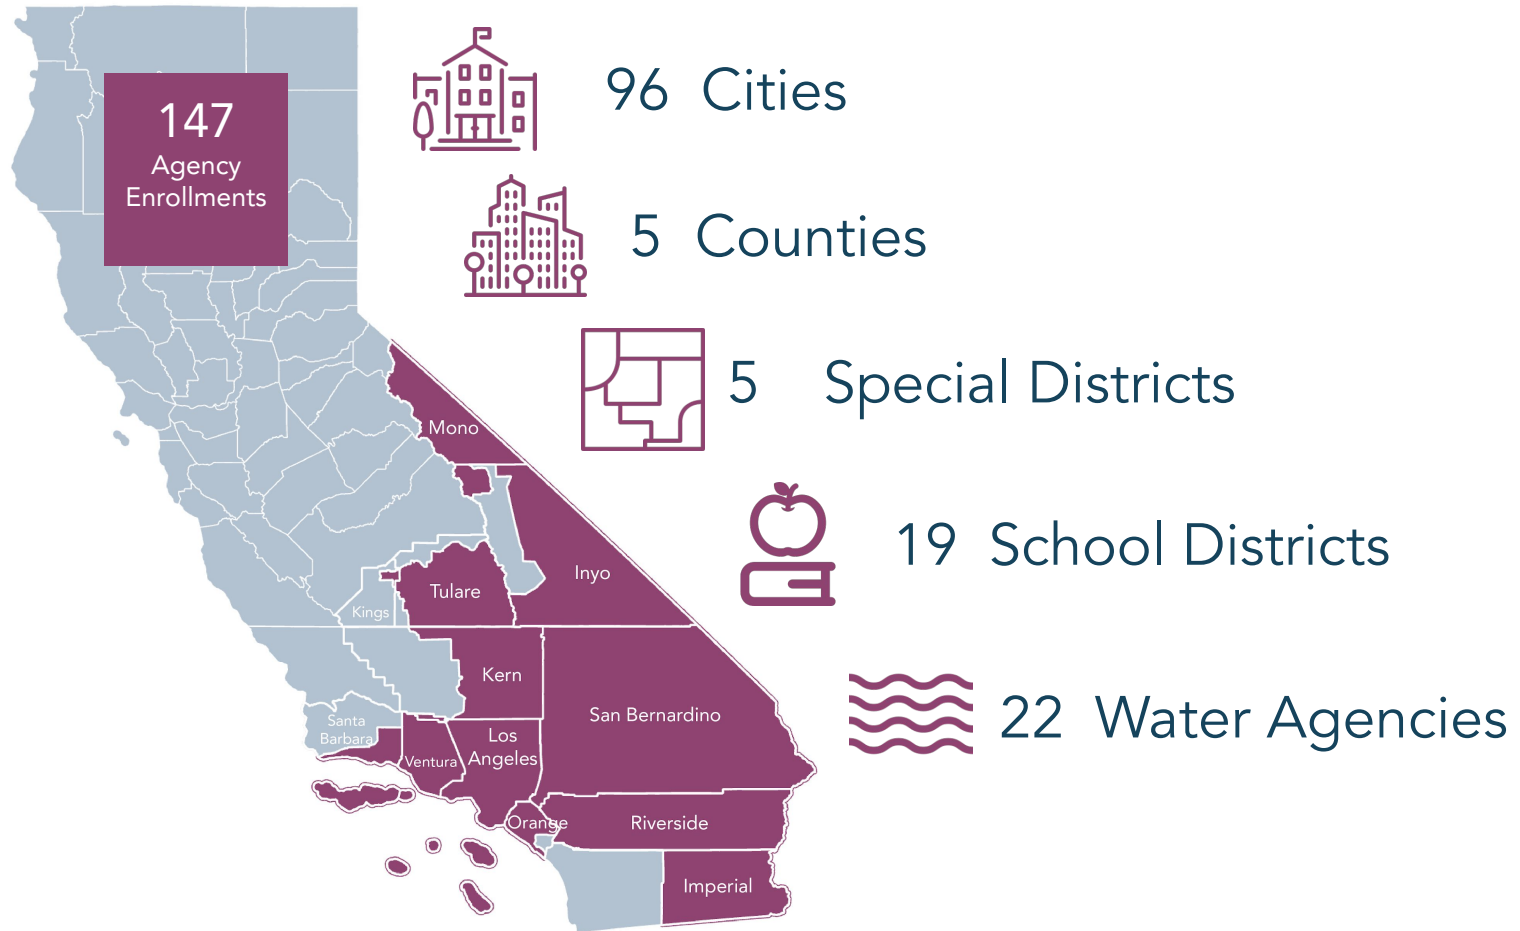 147
Agency
Enrollments
96 Cities
5 Counties
5 Special Districts
19 School Districts
22 Water Agencies
Mono
Inyo
Tulare
Kings
Kern
San Bernardino
Santa
Barbara
Ventura
Los
Angeles
Orange
Riverside
Imperial